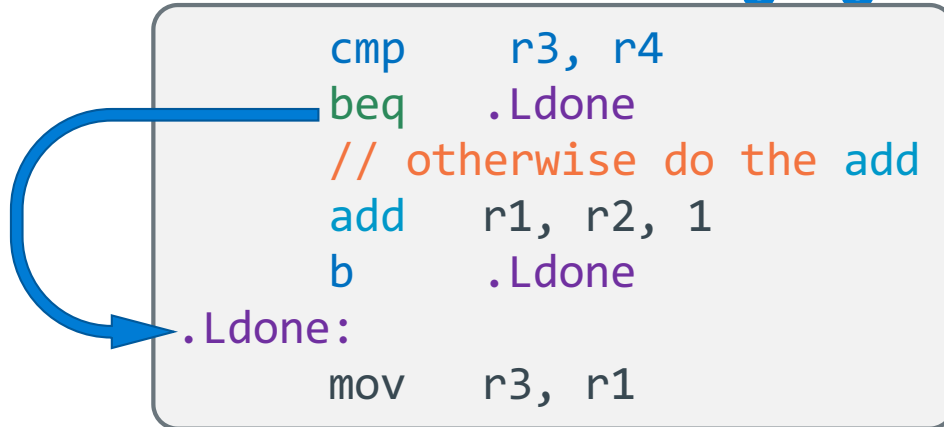 cmp r3, r4
beq .Ldone
// otherwise do the add
add r1, r2, 1
b .Ldone
.Ldone:
mov r3, r1